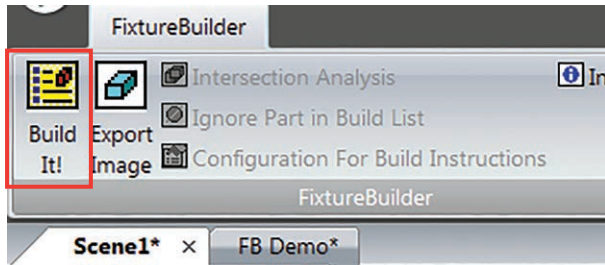 FixtureBuilder
Build It!
Export Image
Intersection Analysis
Ignore Part in Build List
Configuration For Build Instructions
FixtureBuilder
Scene1* ×
FB Demo*